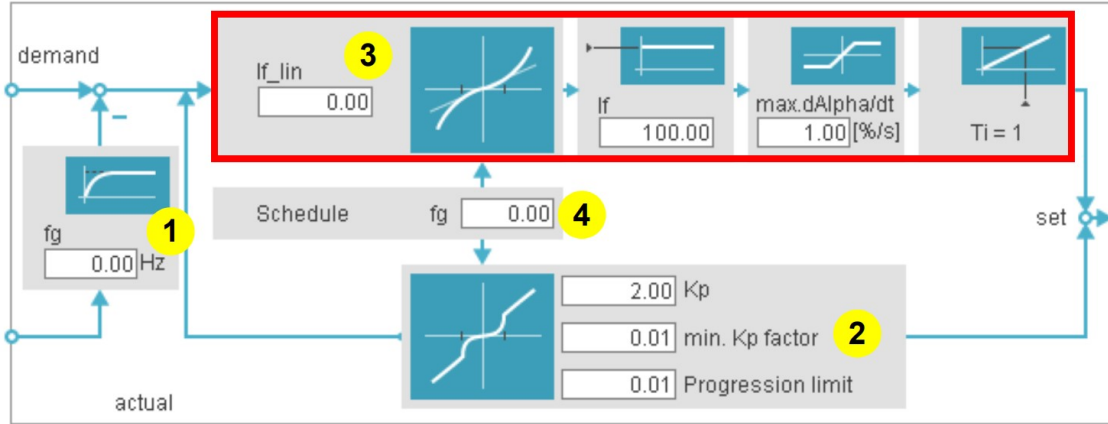 demand
3
If_lin
0.00
If
100.00
max.dAlpha/dt
1.00 [%/s]
Ti = 1
1
fg
0.00 Hz
Schedule fg 0.00 4
set
2.00 Kp
0.01 min. Kp factor 2
0.01 Progression limit
actual